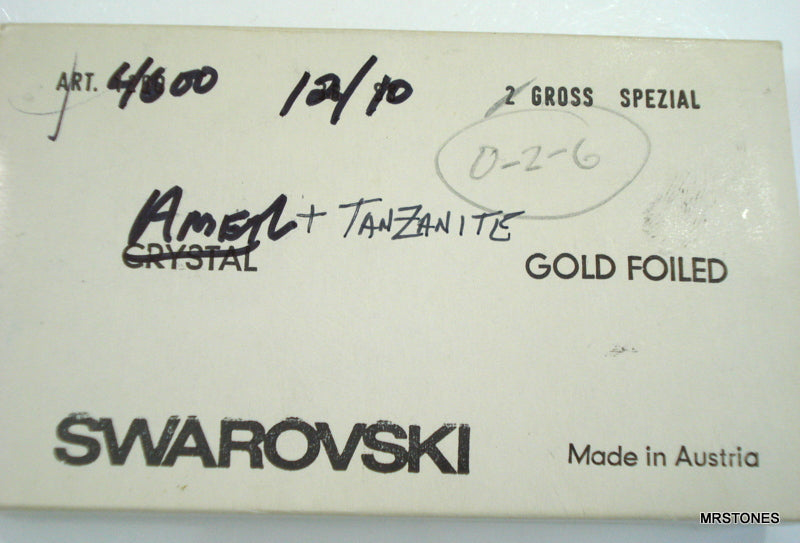 ART. 4600 12/10 2 GROSS SPEZIAL
0-2-6
+ TANZANITE
CRYSTAL
GOLD FOILED
SWAROVSKI
Made in Austria
MRSTONES